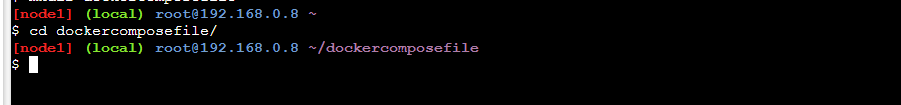 [node1] (local) root@192.168.0.8 ~
$ cd dockercomposefile/
[node1] (local) root@192.168.0.8 ~/dockercomposefile
$